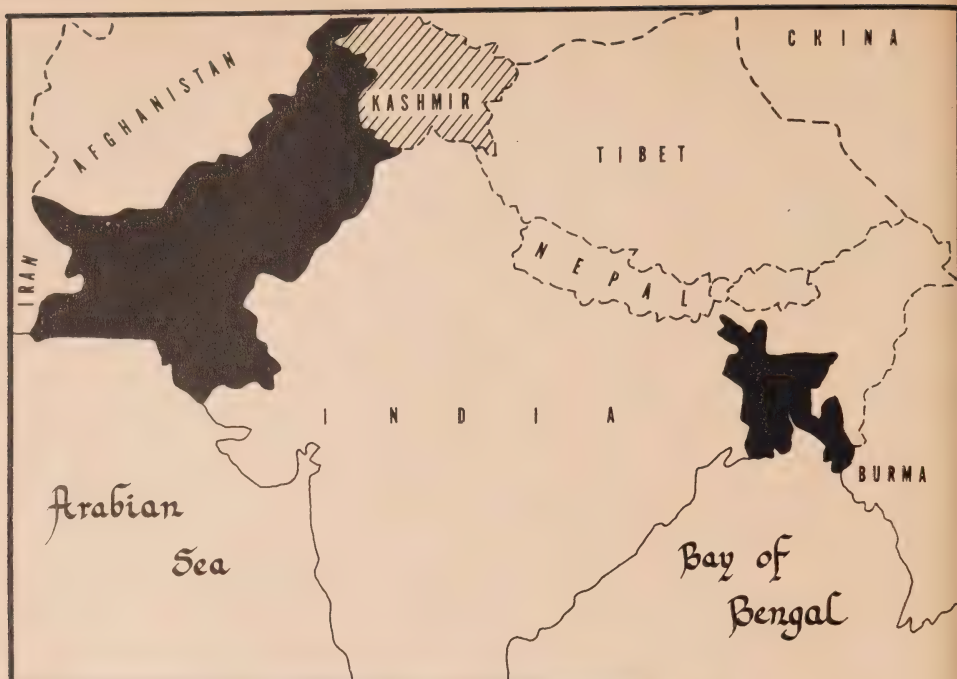 CHINA
AFGHANISTAN
KASHMIR
TIBET
IRAN
NEPAL
INDIA
BURMA
Arabian
Sea
Bay of
Bengal